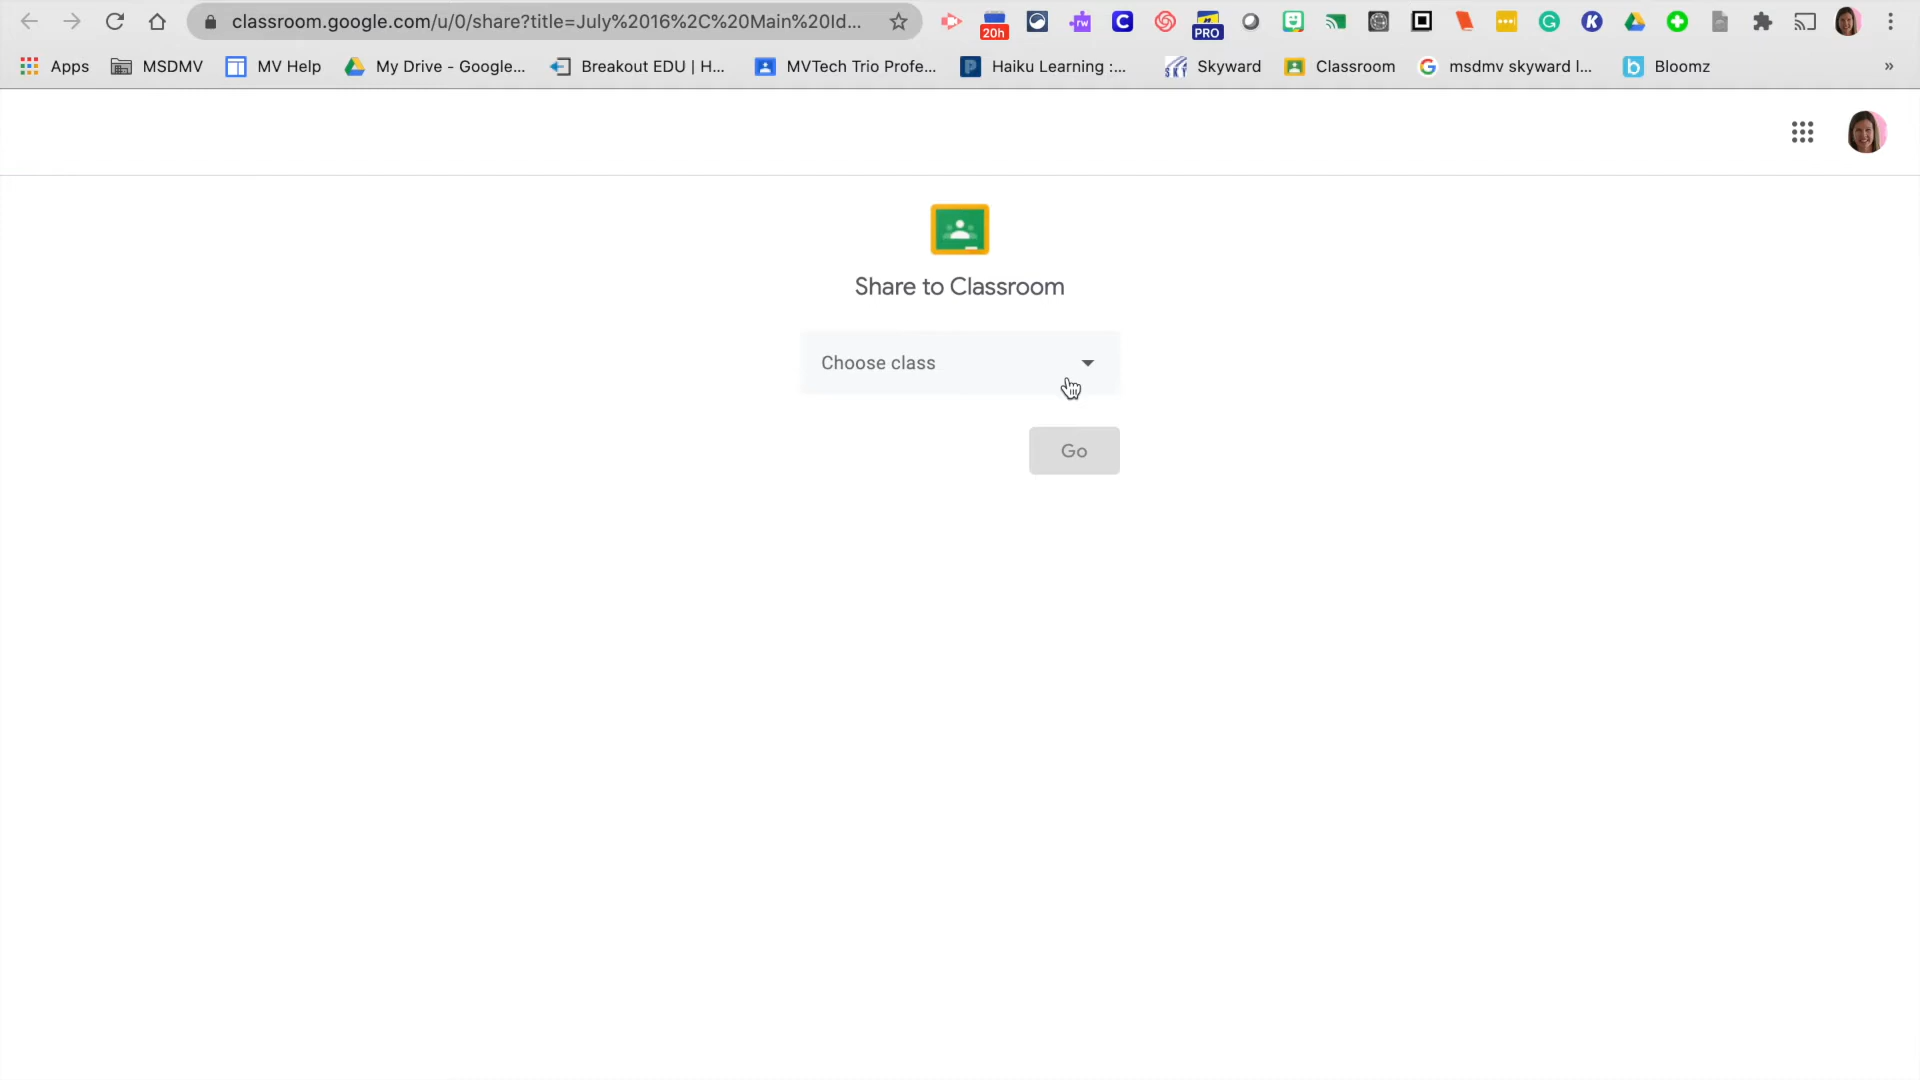 classroom.google.com/u/0/share?title=July%2016%2C%20Main%20Id...
20h
rw
C
PRO
G
K
Apps
MSDMV
MV Help
My Drive - Google...
Breakout EDU | H...
MVTech Trio Profe...
P
Haiku Learning :...
SKY
Skyward
Classroom
G
msdmv skyward l...
b
Bloomz
»
Share to Classroom
Choose class
Go